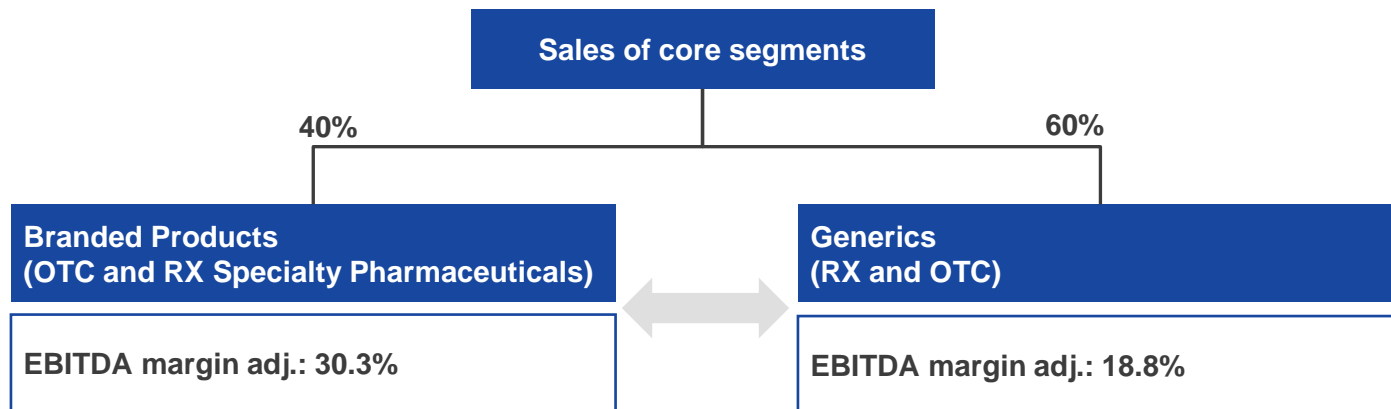 Sales of core segments
40%
60%
Branded Products
(OTC and RX Specialty Pharmaceuticals)
Generics
(RX and OTC)
EBITDA margin adj.: 30.3%
EBITDA margin adj.: 18.8%